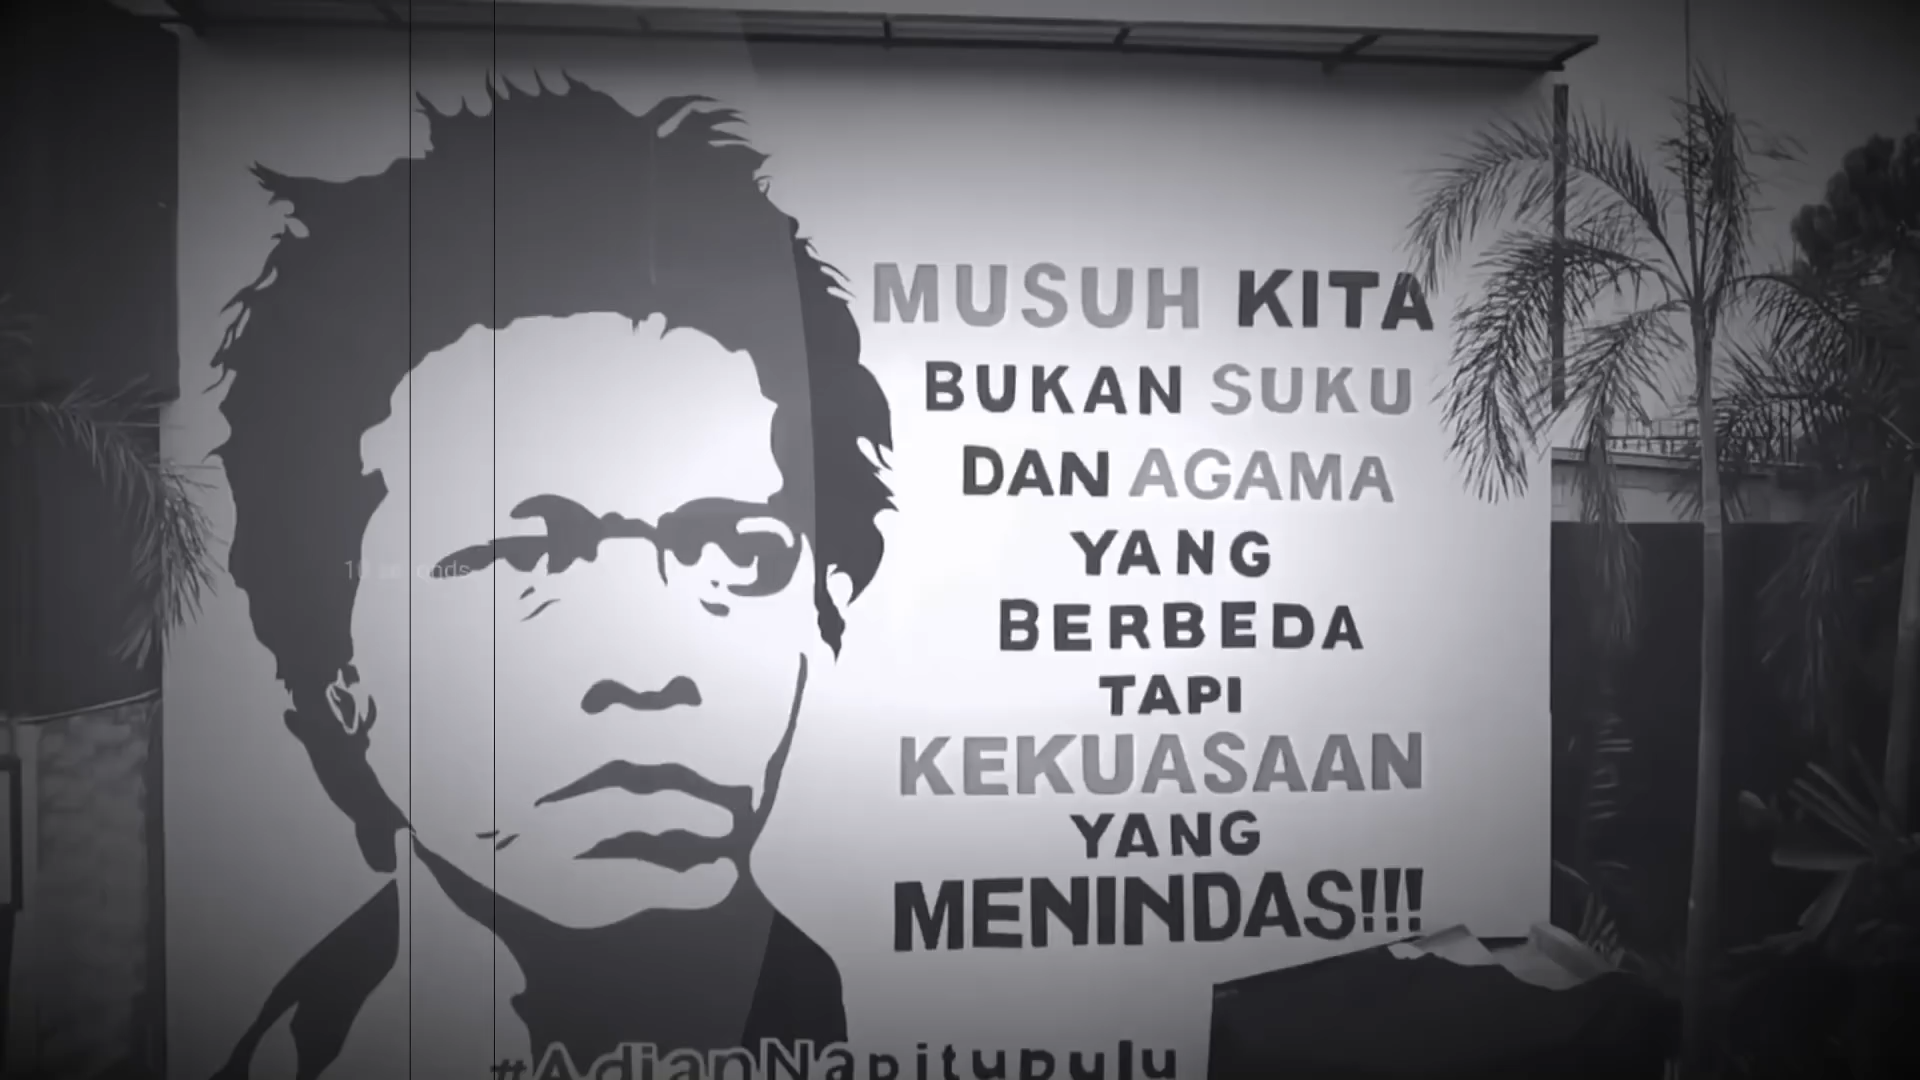 MUSUH KITA
BUKAN SUKU
DAN AGAMA
YANG
BERBEDA
TAPI
KEKUASAAN
YANG
MENINDAS!!!
#AdianNapitupulu